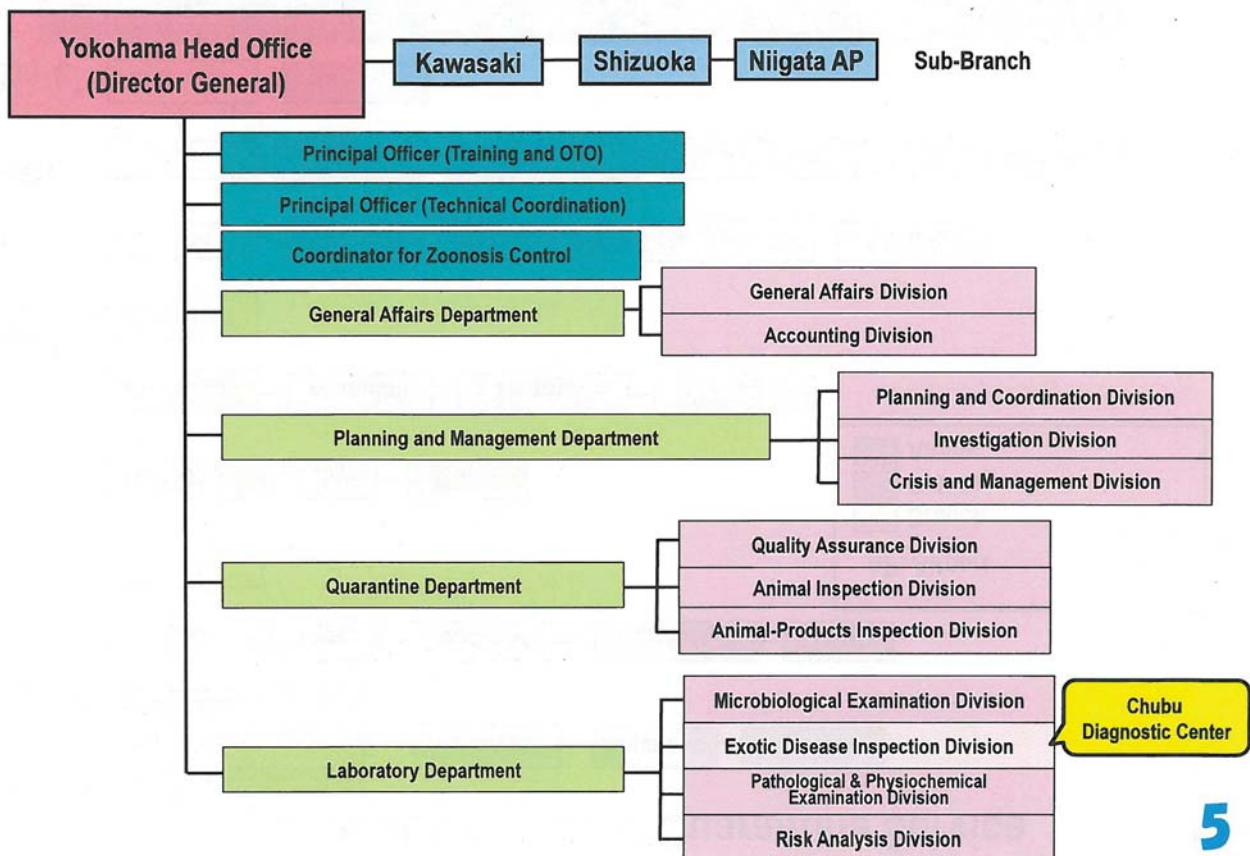 Yokohama Head Office
(Director General)
Kawasaki
Shizuoka
Niigata AP
Sub-Branch
Principal Officer (Training and OTO)
Principal Officer (Technical Coordination)
Coordinator for Zoonosis Control
General Affairs Department
General Affairs Division
Accounting Division
Planning and Management Department
Planning and Coordination Division
Investigation Division
Crisis and Management Division
Quarantine Department
Quality Assurance Division
Animal Inspection Division
Animal-Products Inspection Division
Laboratory Department
Microbiological Examination Division
Exotic Disease Inspection Division
Pathological & Physiochemical
Examination Division
Risk Analysis Division
Chubu
Diagnostic Center
5